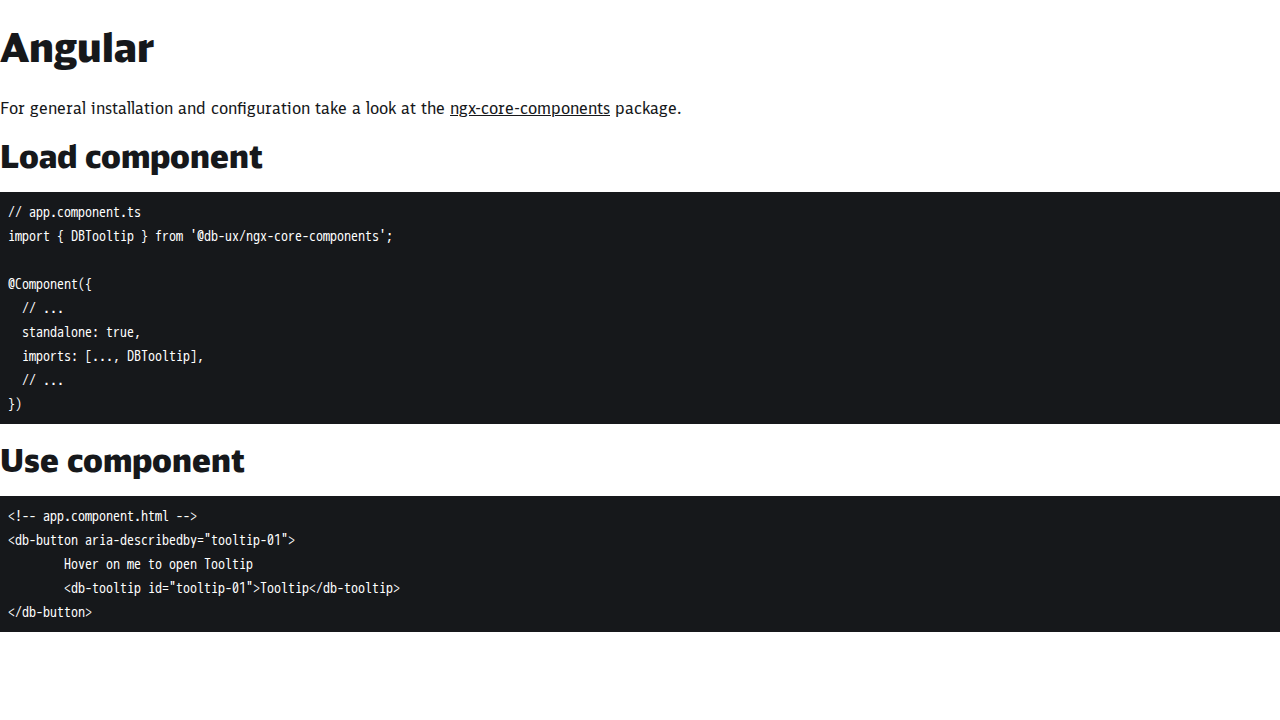 Angular
For general installation and configuration take a look at the ngx-core-components package.
Load component
// app.component.ts
import { DBTooltip } from '@db-ux/ngx-core-components';
@Component({
  // ...
  standalone: true,
  imports: [..., DBTooltip],
  // ...
})
Use component
<!-- app.component.html -->
<db-button aria-describedby="tooltip-01">
        Hover on me to open Tooltip
        <db-tooltip id="tooltip-01">Tooltip</db-tooltip>
</db-button>